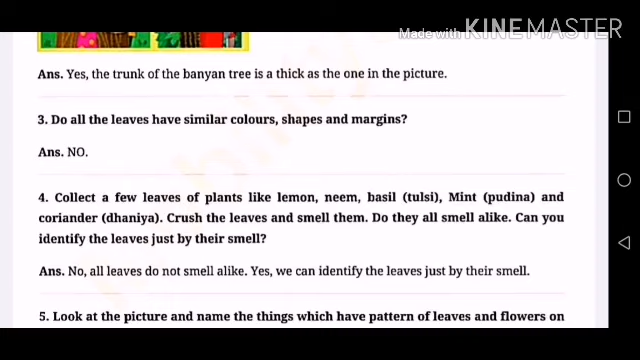 Made with KINEMASTER
Ans. Yes, the trunk of the banyan tree is a thick as the one in the picture.
3. Do all the leaves have similar colours, shapes and margins?
Ans. NO.
4. Collect a few leaves of plants like lemon, neem, basil (tulsi), Mint (pudina) and
coriander (dhaniya). Crush the leaves and smell them. Do they all smell alike. Can you
identify the leaves just by their smell?
Ans. No, all leaves do not smell alike. Yes, we can identify the leaves just by their smell.
5. Look at the picture and name the things which have pattern of leaves and flowers on